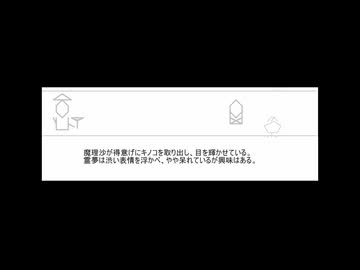 魔理沙が得意げにキノコを取り出し、目を輝かせている。
霊夢は渋い表情を浮かべ、やや呆れているが興味はある。